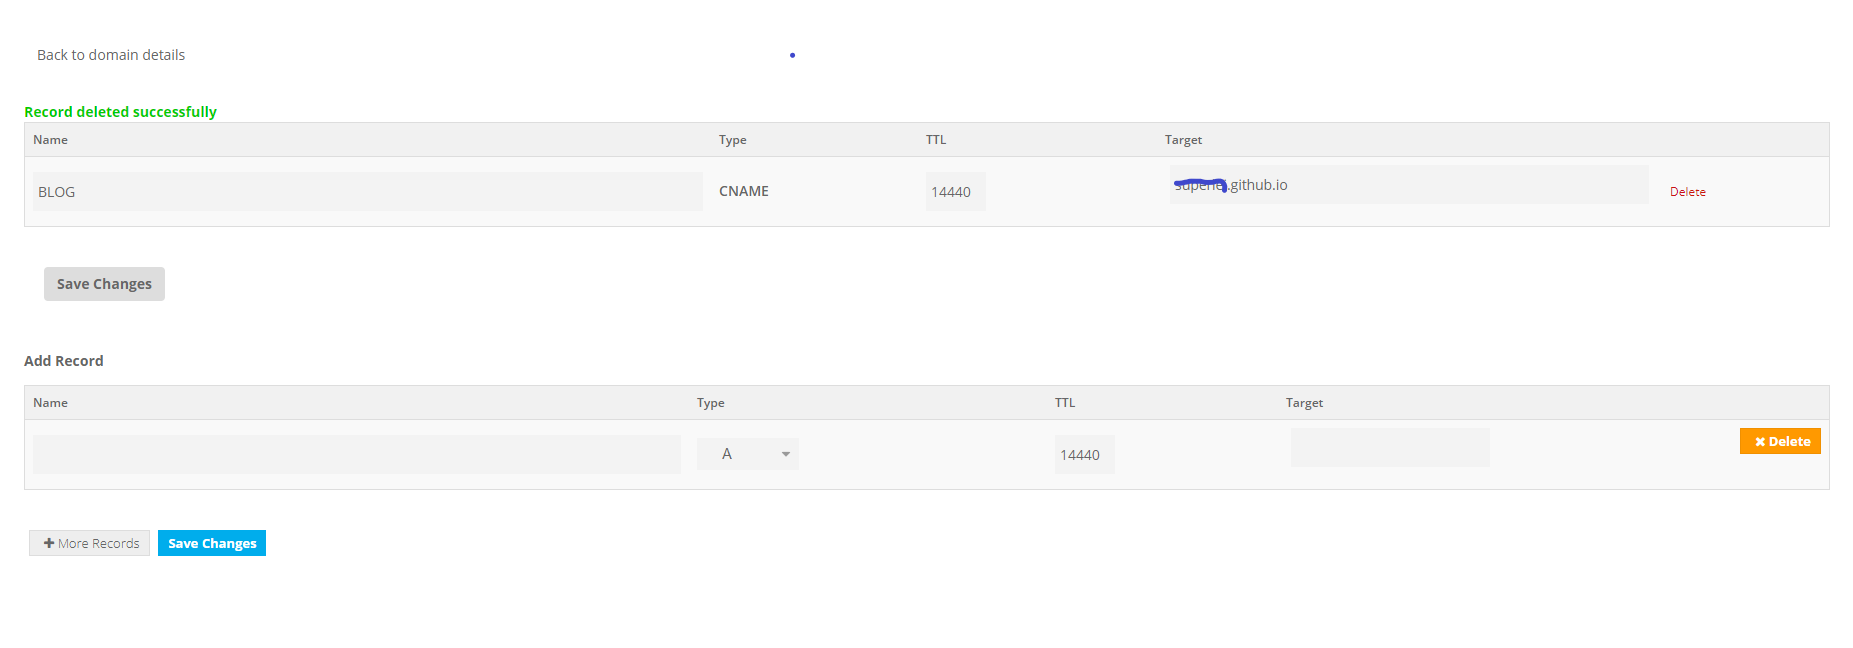 Back to domain details
Record deleted successfully
Name Type TTL Target
BLOG CNAME 14440 .github.io Delete
Save Changes
Add Record
Name Type TTL Target
A 14440 Delete
More Records Save Changes